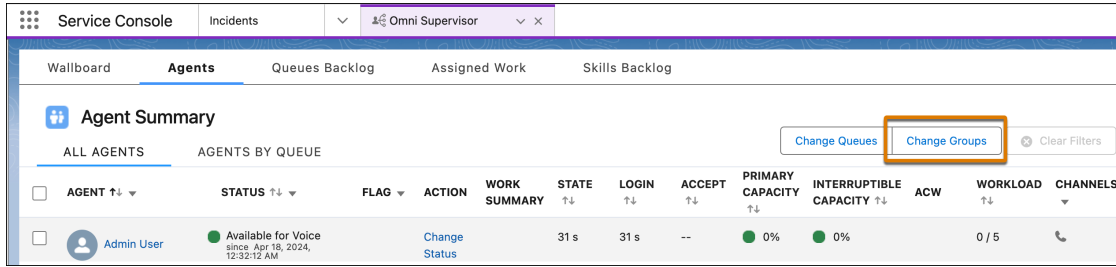 Service Console
Incidents
Omni Supervisor
Wallboard
Agents
Queues Backlog
Assigned Work
Skills Backlog
Agent Summary
Change Queues
Change Groups
Clear Filters
ALL AGENTS
AGENTS BY QUEUE
AGENT
STATUS
FLAG
ACTION
WORK
SUMMARY
STATE
LOGIN
ACCEPT
PRIMARY
CAPACITY
INTERRUPTIBLE
CAPACITY
ACW
WORKLOAD
CHANNELS
Admin User
Available for Voice
since Apr 18, 2024,
12:32:12 AM
Change
Status
31 s
31 s
--
0%
0%
0 / 5